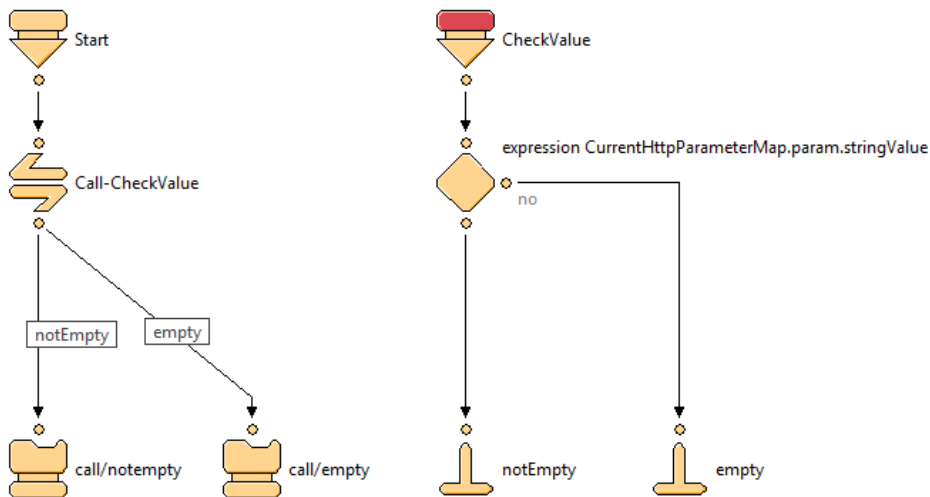 Start
CheckValue
expression CurrentHttpParameterMap.param.stringValue
Call-CheckValue
no
notEmpty
empty
call/notempty
call/empty
notEmpty
empty